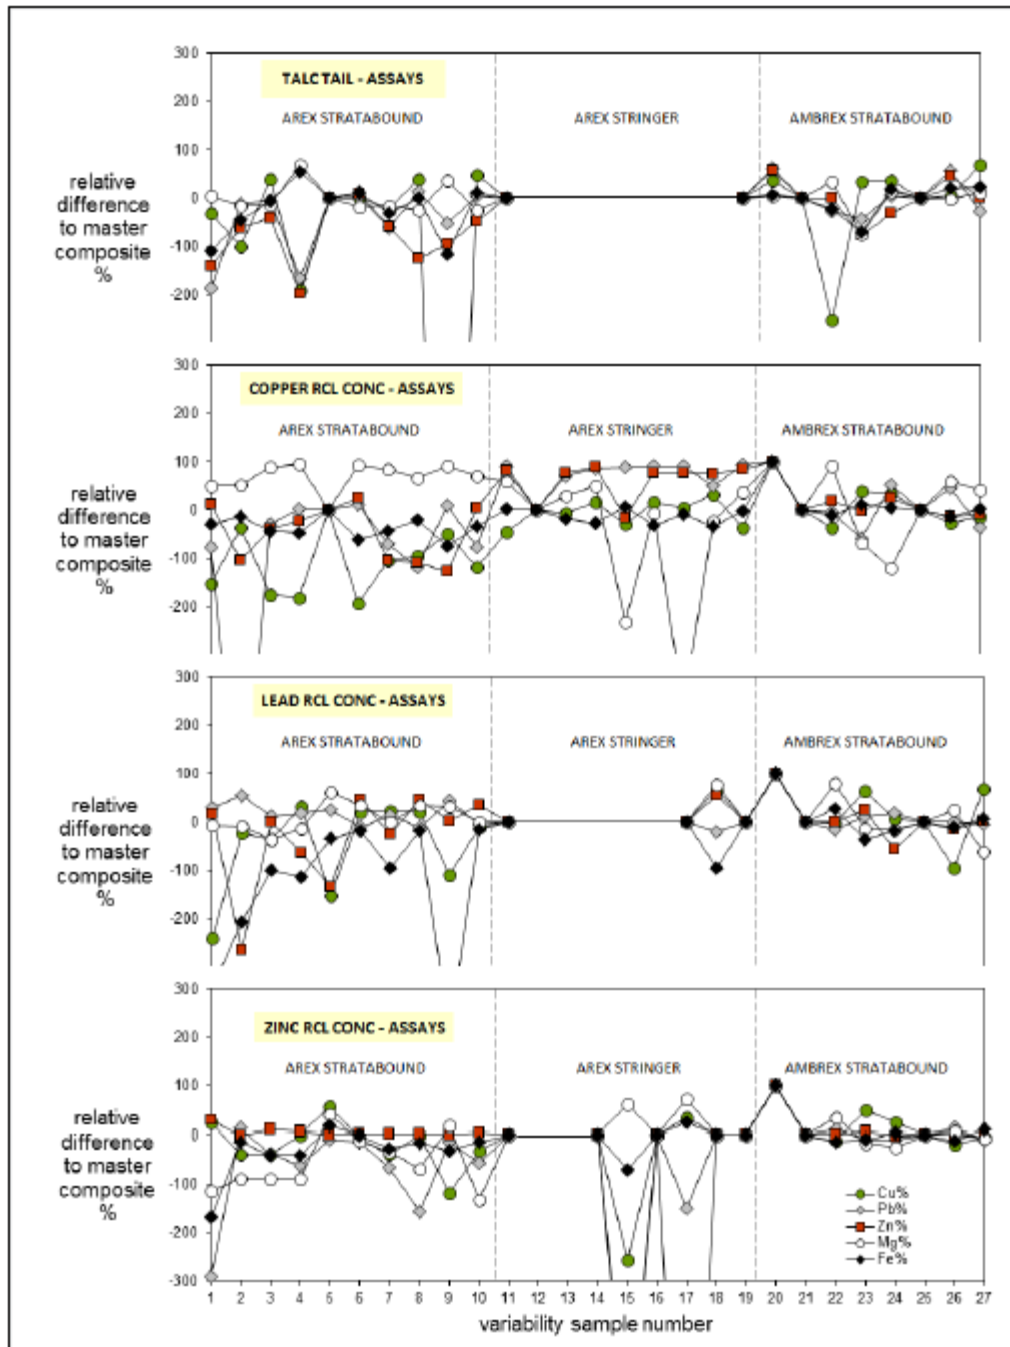 300
TALC TAIL - ASSAYS
200
AREX STRATABOUND
AREX STRINGER
AMBREX STRATABOUND
100
relative
difference
to master
composite
%
0
-100
-200
300
COPPER RCL CONC - ASSAYS
200
AREX STRATABOUND
AREX STRINGER
AMBREX STRATABOUND
100
relative
difference
to master
composite
%
0
-100
-200
300
LEAD RCL CONC - ASSAYS
200
AREX STRATABOUND
AREX STRINGER
AMBREX STRATABOUND
100
relative
difference
to master
composite
%
0
-100
-200
300
ZINC RCL CONC - ASSAYS
200
AREX STRATABOUND
AREX STRINGER
AMBREX STRATABOUND
100
relative
difference
to master
composite
%
0
-100
-200
-300
Cu%
Pb%
Zn%
Mg%
Fe%
1 2 3 4 5 6 7 8 9 10 11 12 13 14 15 16 17 18 19 20 21 22 23 24 25 26 27
variability sample number